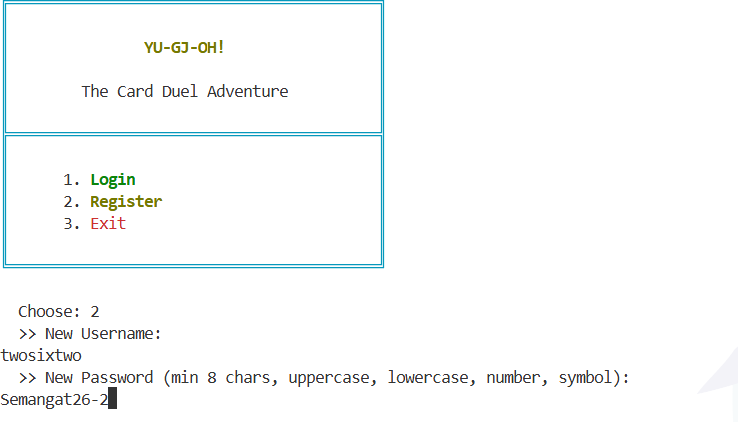 YU-GJ-OH!
The Card Duel Adventure
1. Login
2. Register
3. Exit
Choose: 2
>> New Username:
twosixtwo
>> New Password (min 8 chars, uppercase, lowercase, number, symbol):
Semangat26-2